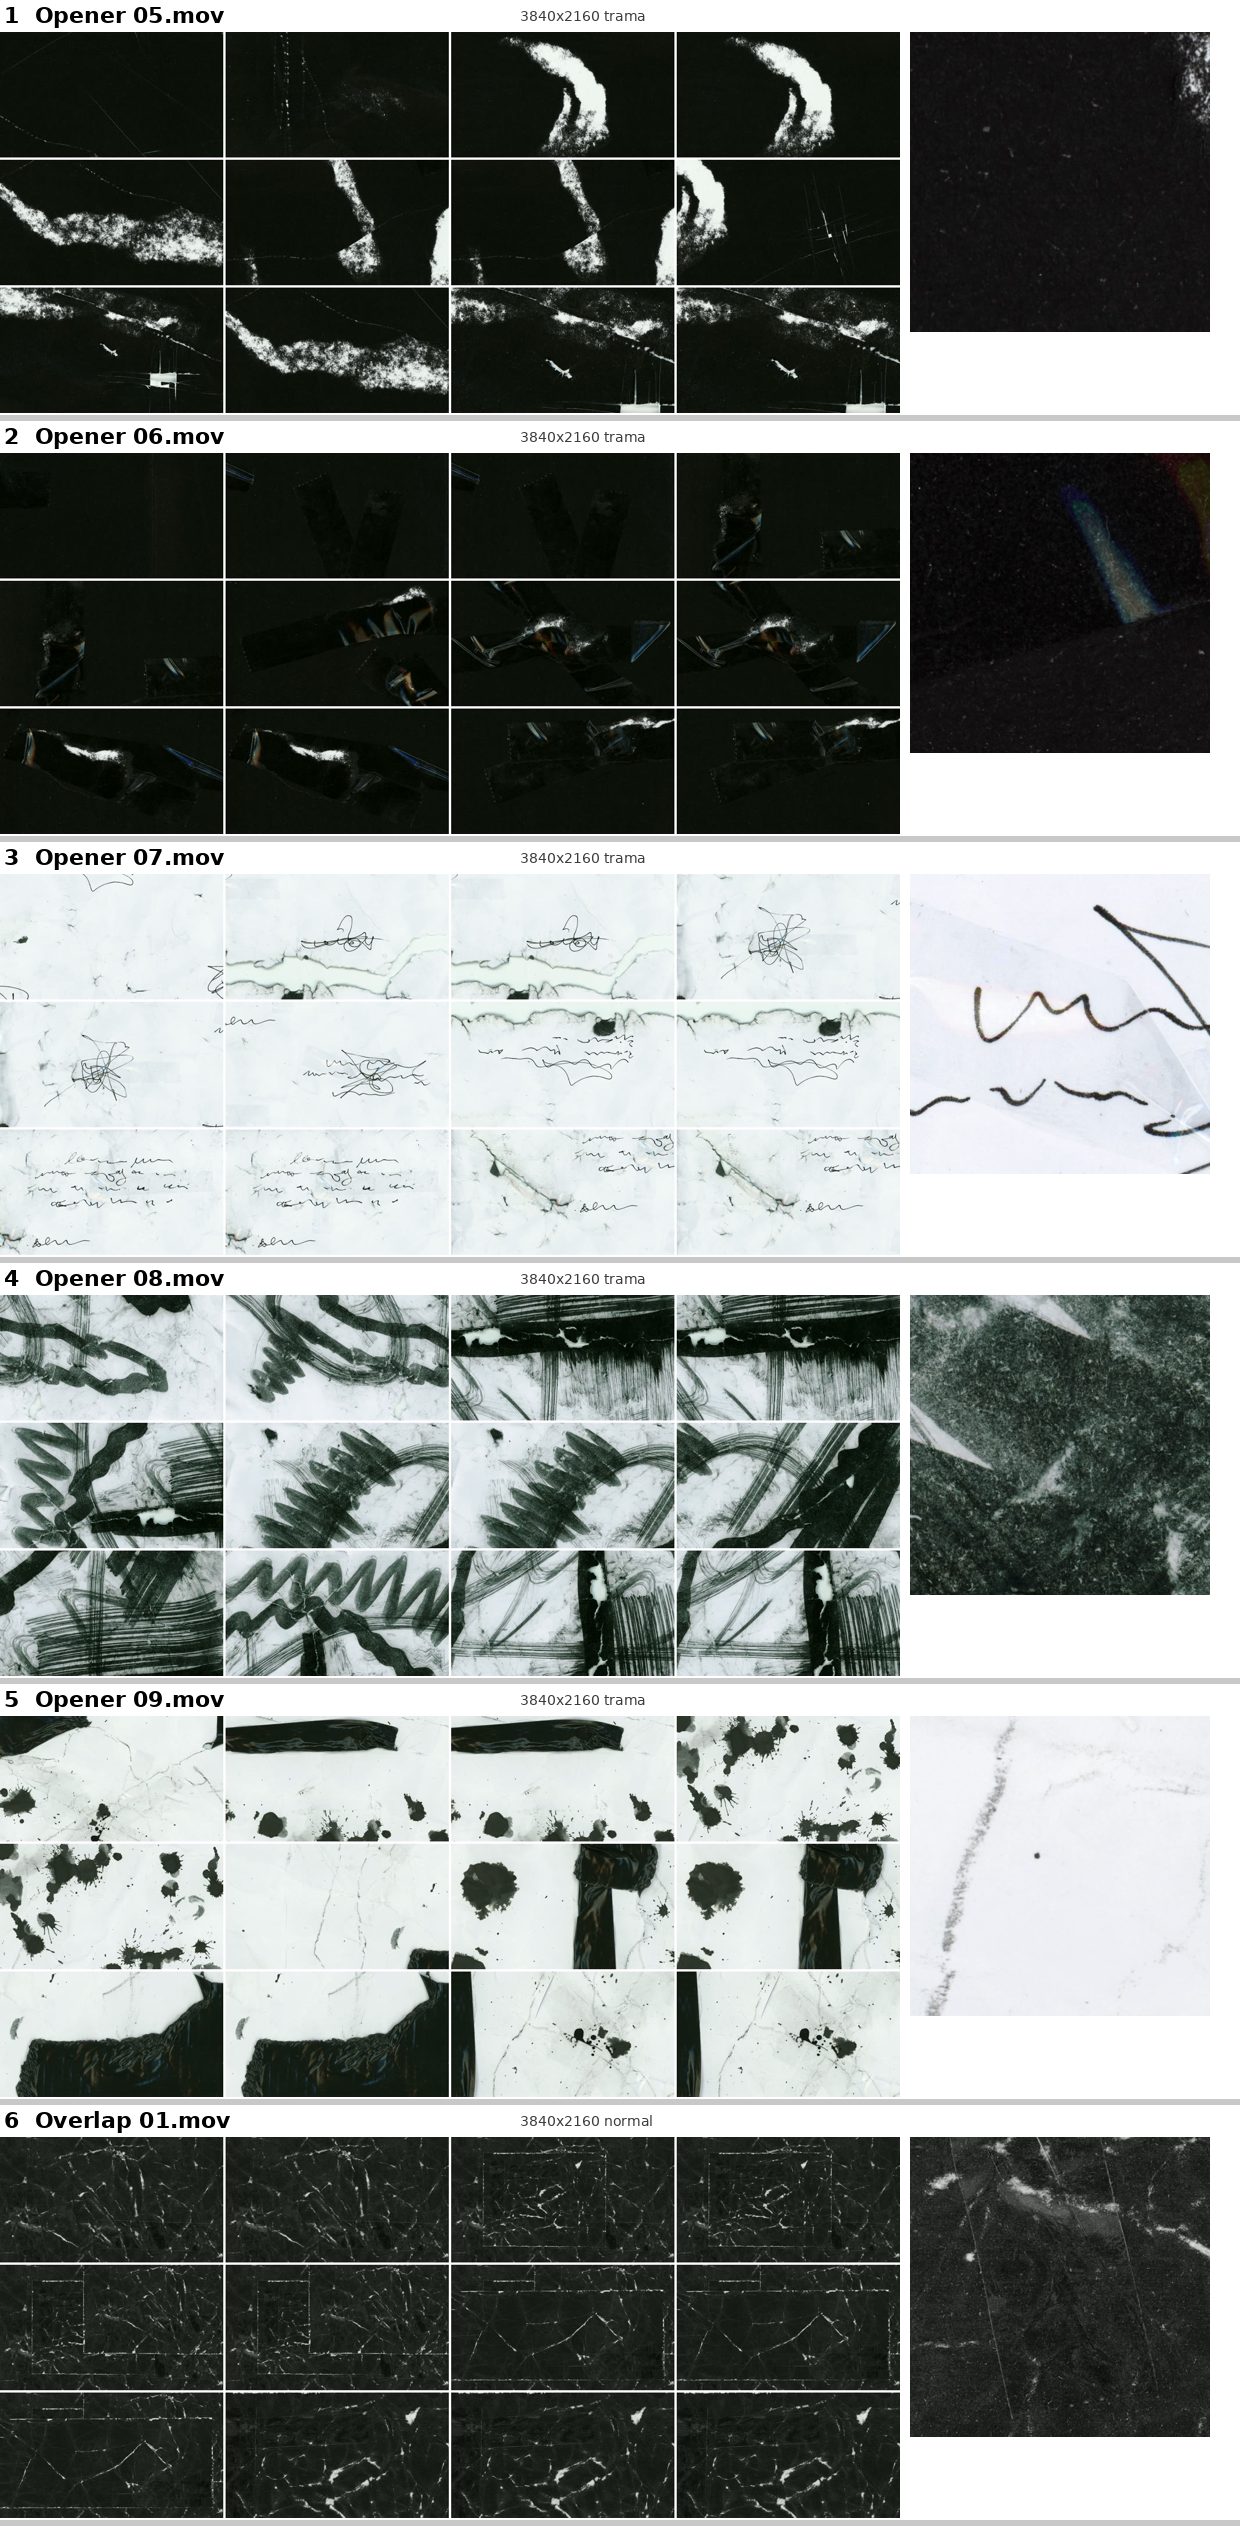 1 Opener 05.mov 3840x2160 trama
2 Opener 06.mov 3840x2160 trama
3 Opener 07.mov 3840x2160 trama
4 Opener 08.mov 3840x2160 trama
5 Opener 09.mov 3840x2160 trama
6 Overlap 01.mov 3840x2160 normal